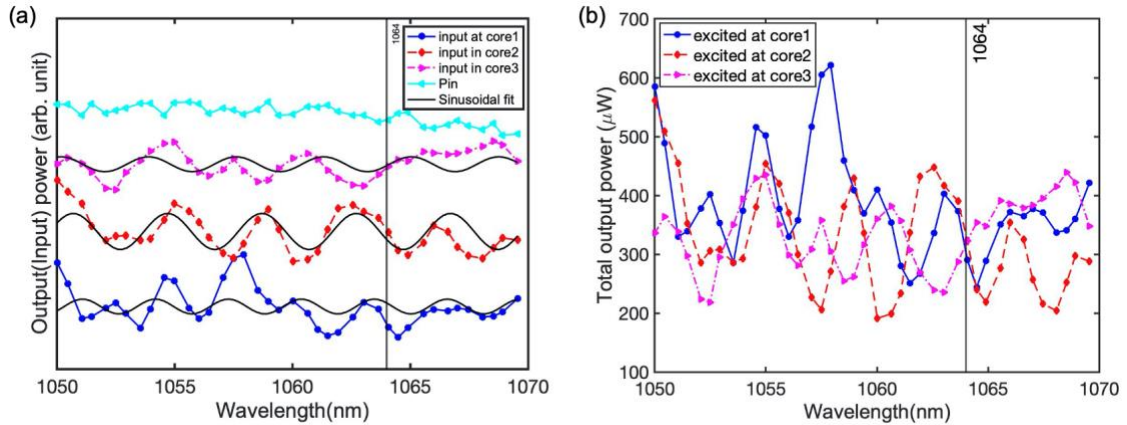 (a)
Output(Input) power (arb. unit)
1064
input at core1
input in core2
input in core3
Pin
Sinusoidal fit
1050 1055 1060 1065 1070
Wavelength(nm)
(b)
Total output power (μW)
700
600
500
400
300
200
100
excited at core1
excited at core2
excited at core3
1064
1050 1055 1060 1065 1070
Wavelength(nm)